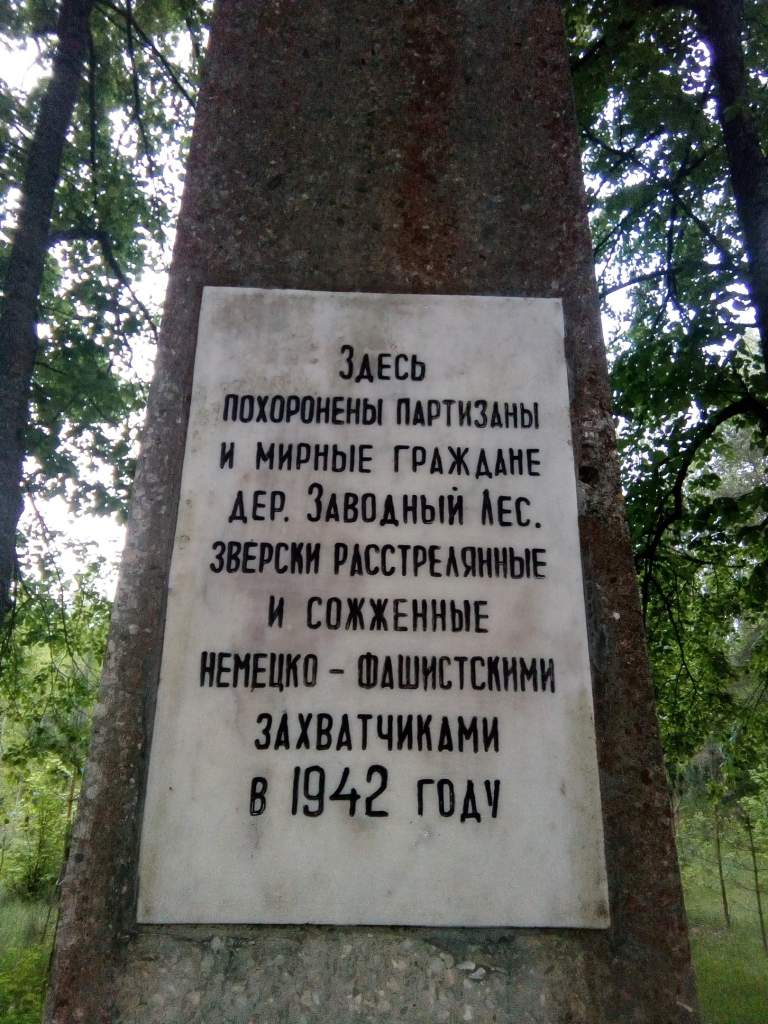 Здесь
похоронены партизаны
и мирные граждане
дер. Заводный Лес.
зверски расстрелянные
и сожженные
немецко - фашистскими
захватчиками
в 1942 году